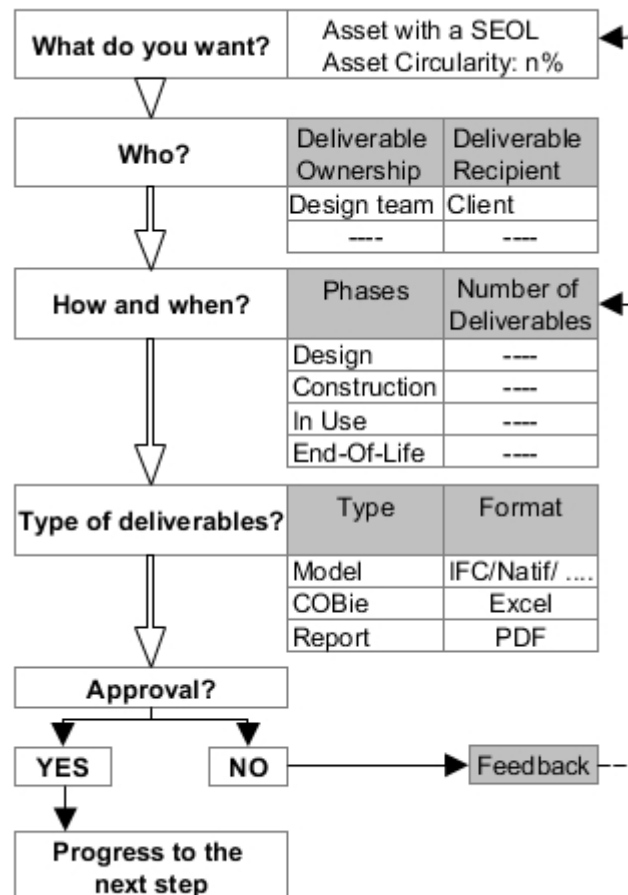 What do you want?
Asset with a SEOL
Asset Circularity: n%
Who?
Deliverable Ownership
Deliverable Recipient
Design team
Client
----
----
How and when?
Phases
Number of Deliverables
Design
----
Construction
----
In Use
----
End-Of-Life
----
Type of deliverables?
Type
Format
Model
IFC/Natif/ ....
COBie
Excel
Report
PDF
Approval?
YES
NO
Feedback
Progress to the
next step